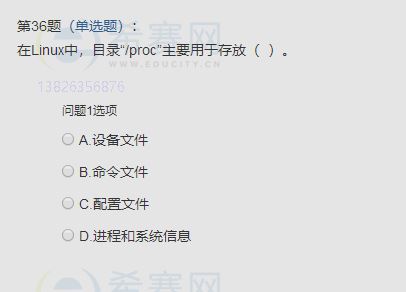 希赛网
第36题（单选题）：
在Linux中，目录“/proc”主要用于存放（ ）。
WWW.EDUCITY.CN
13826356876
问题1选项
A.设备文件
B.命令文件
C.配置文件
D.进程和系统信息
希赛网